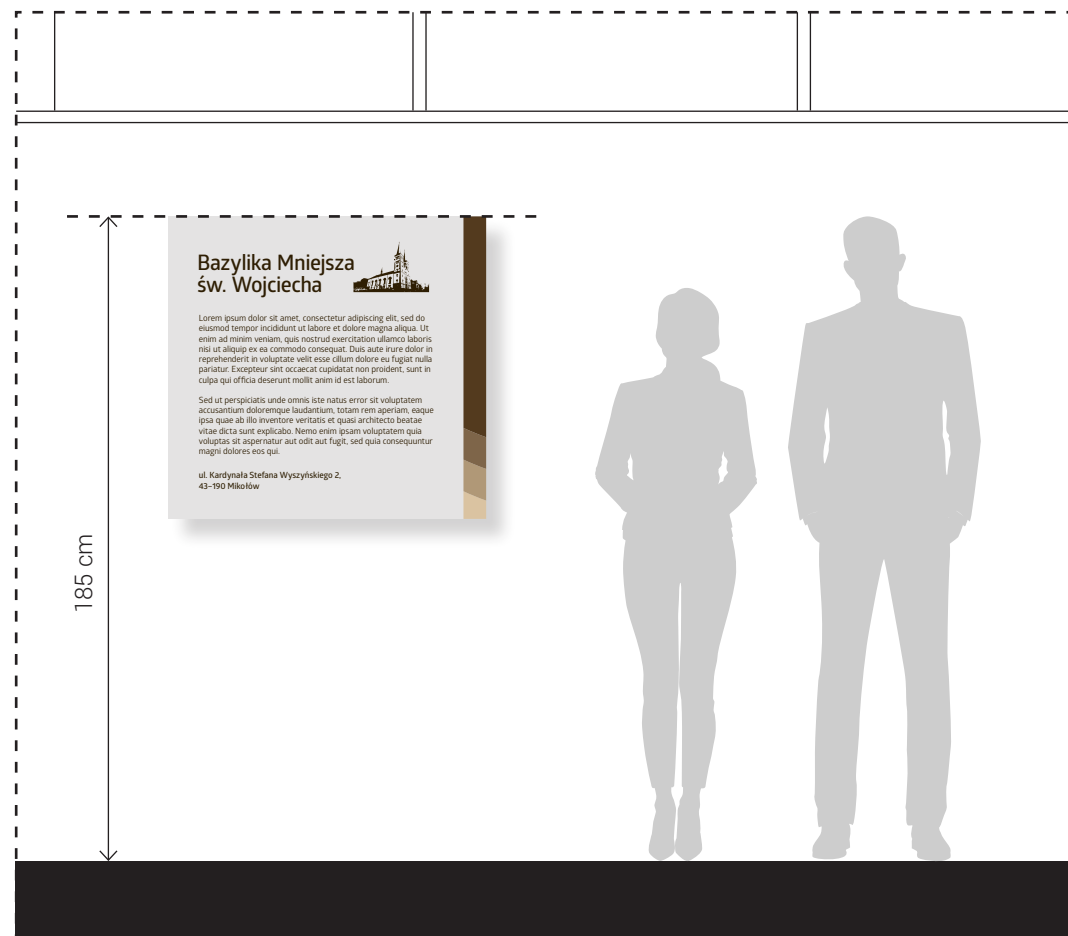 Bazylika Mniejsza
św. Wojciecha
Lorem ipsum dolor sit amet, consectetur adipiscing elit, sed do
eiusmod tempor incididunt ut labore et dolore magna aliqua. Ut
enim ad minim veniam, quis nostrud exercitation ullamco laboris
nisi ut aliquip ex ea commodo consequat. Duis aute irure dolor in
reprehenderit in voluptate velit esse cillum dolore eu fugiat nulla
pariatur. Excepteur sint occaecat cupidatat non proident, sunt in
culpa qui officia deserunt mollit anim id est laborum.
Sed ut perspiciatis unde omnis iste natus error sit voluptatem
accusantium doloremque laudantium, totam rem aperiam, eaque
ipsa quae ab illo inventore veritatis et quasi architecto beatae
vitae dicta sunt explicabo. Nemo enim ipsam voluptatem quia
voluptas sit aspernatur aut odit aut fugit, sed quia consequuntur
magni dolores eos qui.
ul. Kardynała Stefana Wyszyńskiego 2,
43-190 Mikołów
185 cm